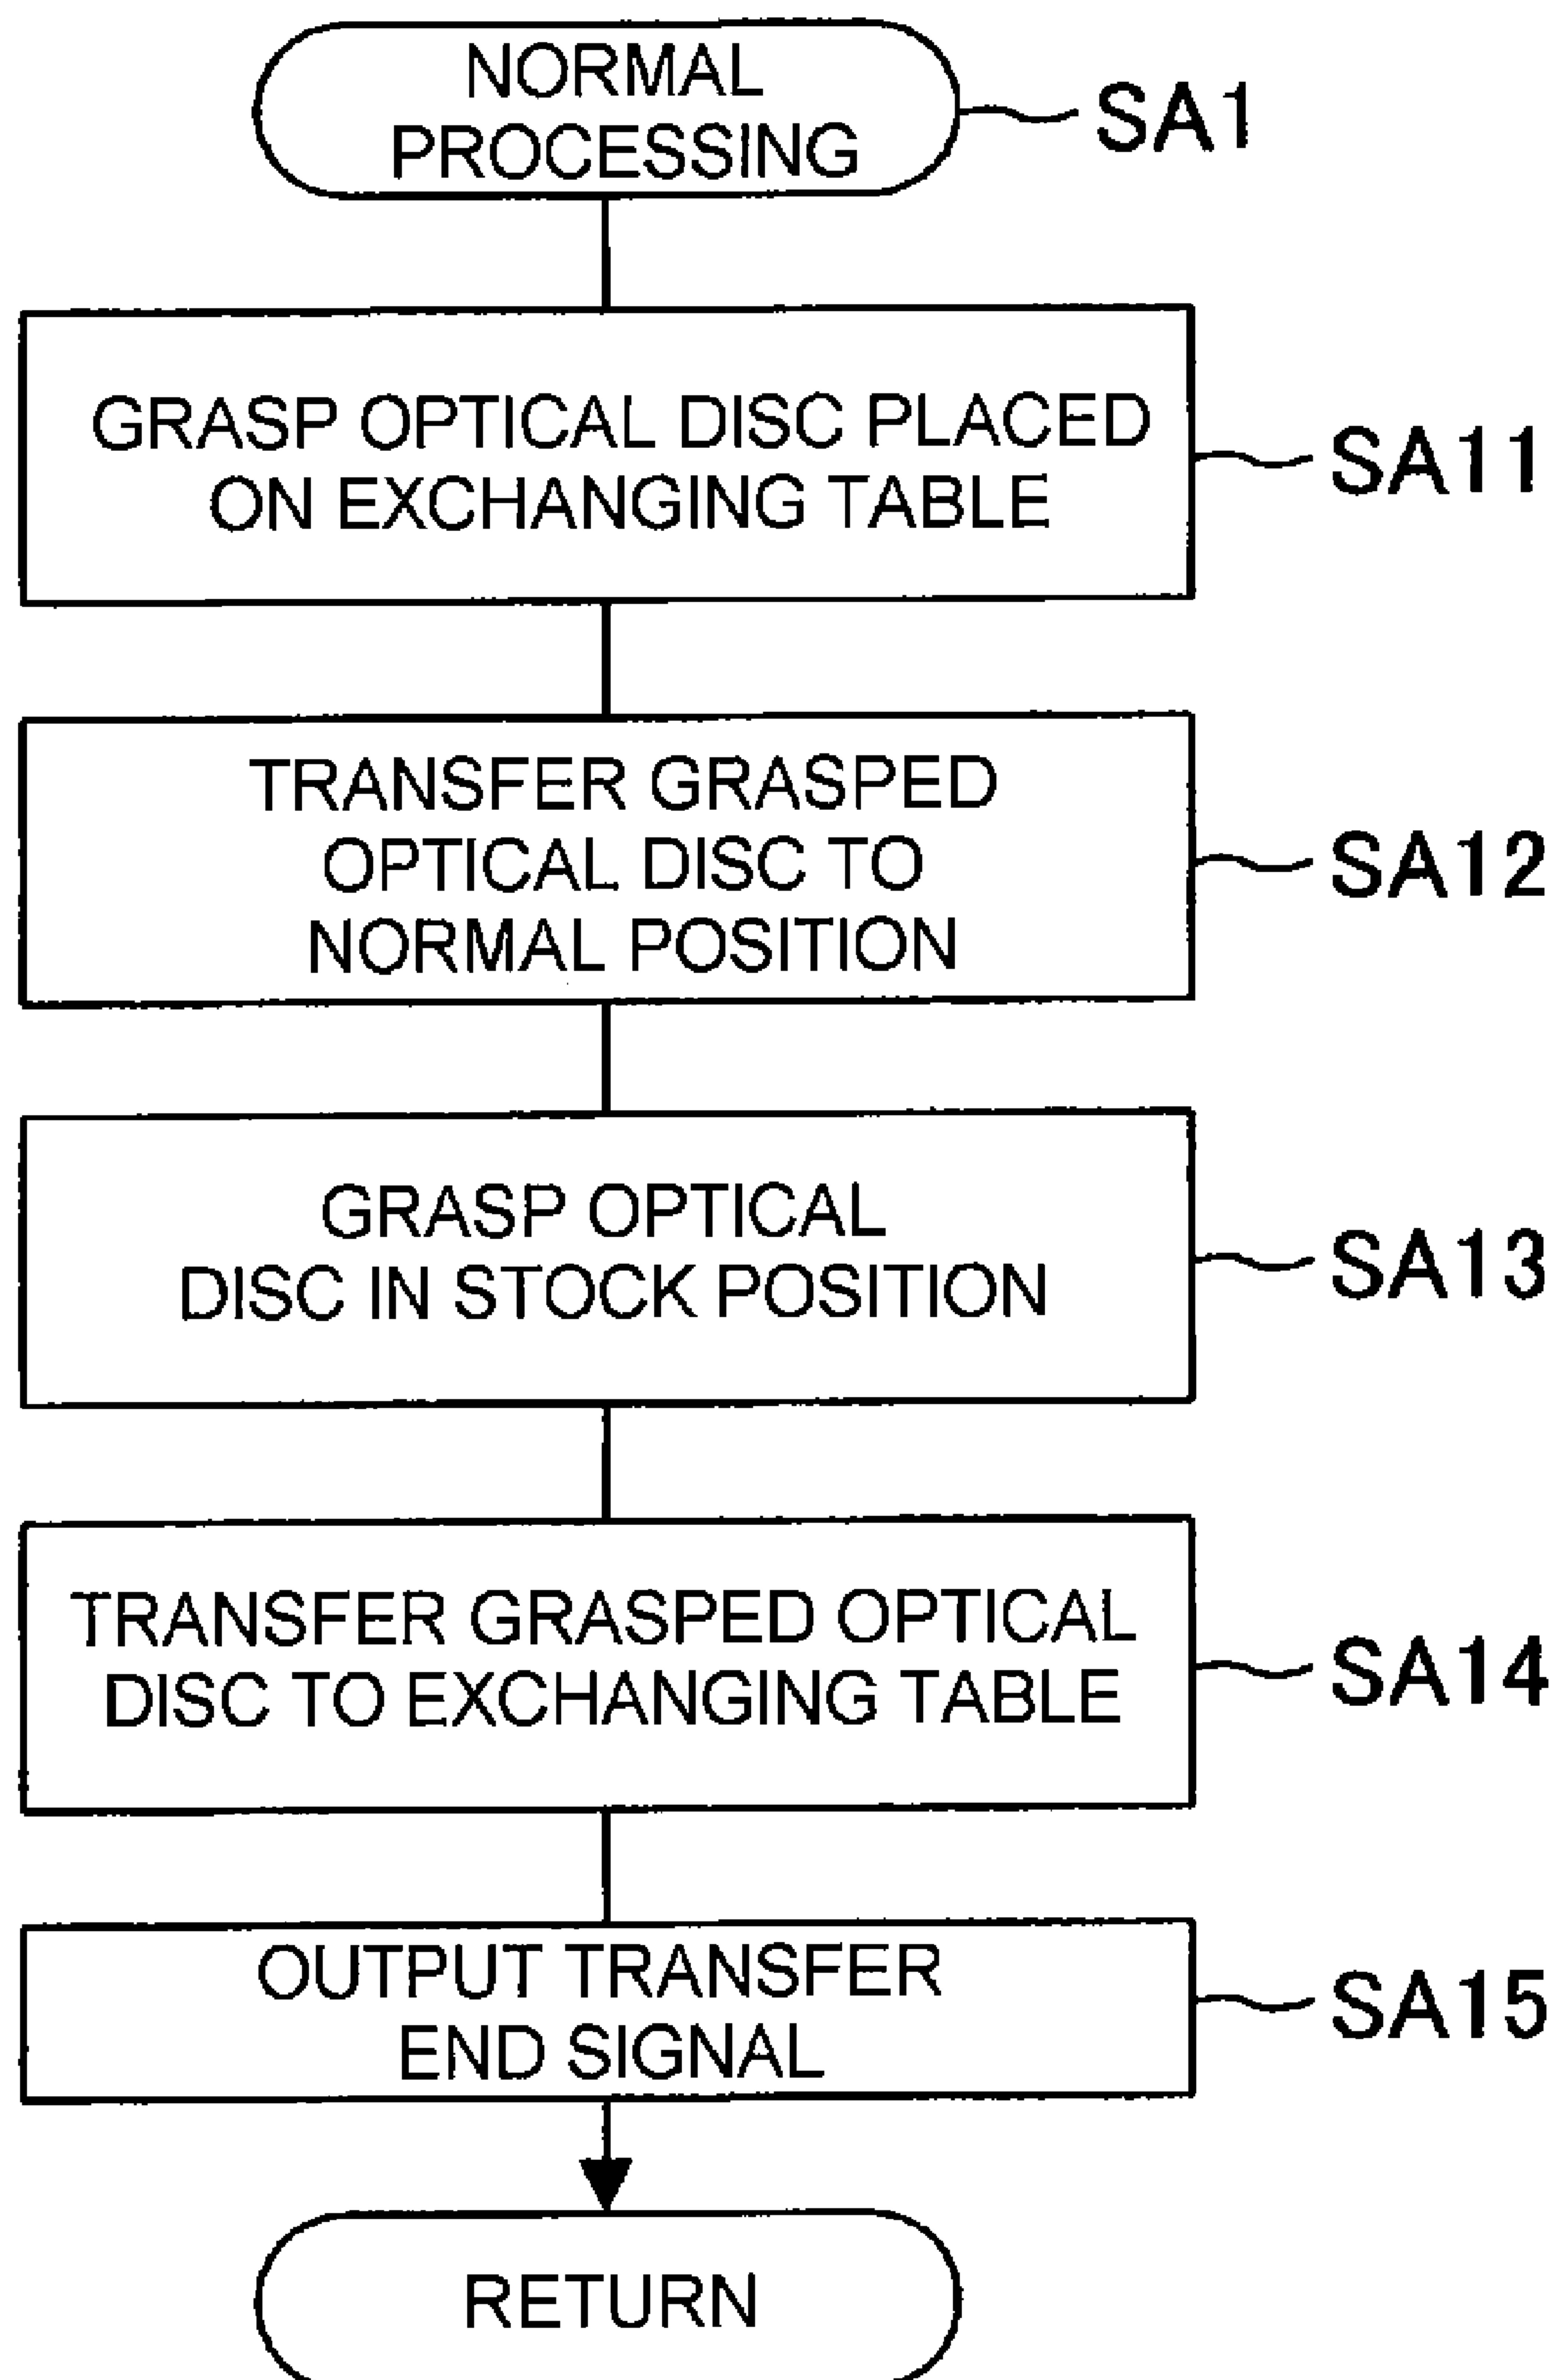 NORMAL
PROCESSING
SA1
GRASP OPTICAL DISC PLACED
ON EXCHANGING TABLE
SA11
TRANSFER GRASPED
OPTICAL DISC TO
NORMAL POSITION
SA12
GRASP OPTICAL
DISC IN STOCK POSITION
SA13
TRANSFER GRASPED OPTICAL
DISC TO EXCHANGING TABLE
SA14
OUTPUT TRANSFER
END SIGNAL
SA15
RETURN